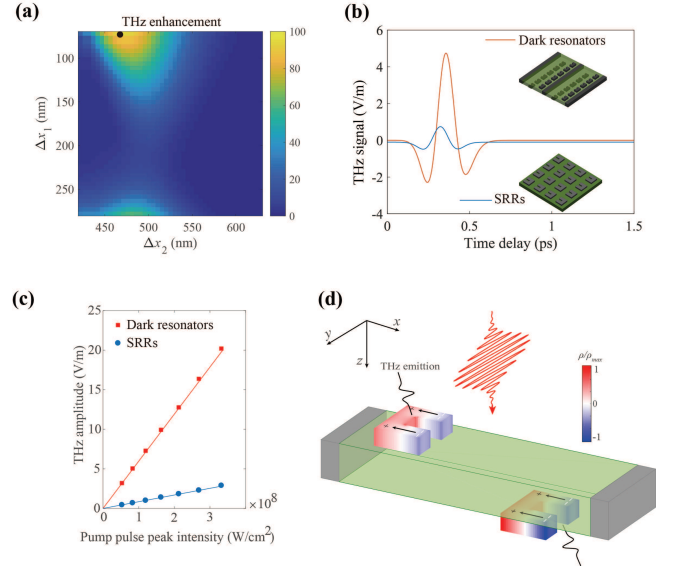 (a)
THz enhancement
100
80
60
40
20
0
100
150
200
250
Δx₁ (nm)
450
500
550
600
Δx₂ (nm)
(b)
6
4
2
0
-2
-4
THz signal (V/m)
Dark resonators
SRRs
0
0.5
1
1.5
Time delay (ps)
(c)
25
20
15
10
5
0
THz amplitude (V/m)
Dark resonators
SRRs
0
1
2
3
4
×10⁸
Pump pulse peak intensity (W/cm²)
(d)
x
y
z
THz emittion
ρ/ρmax
1
0
-1